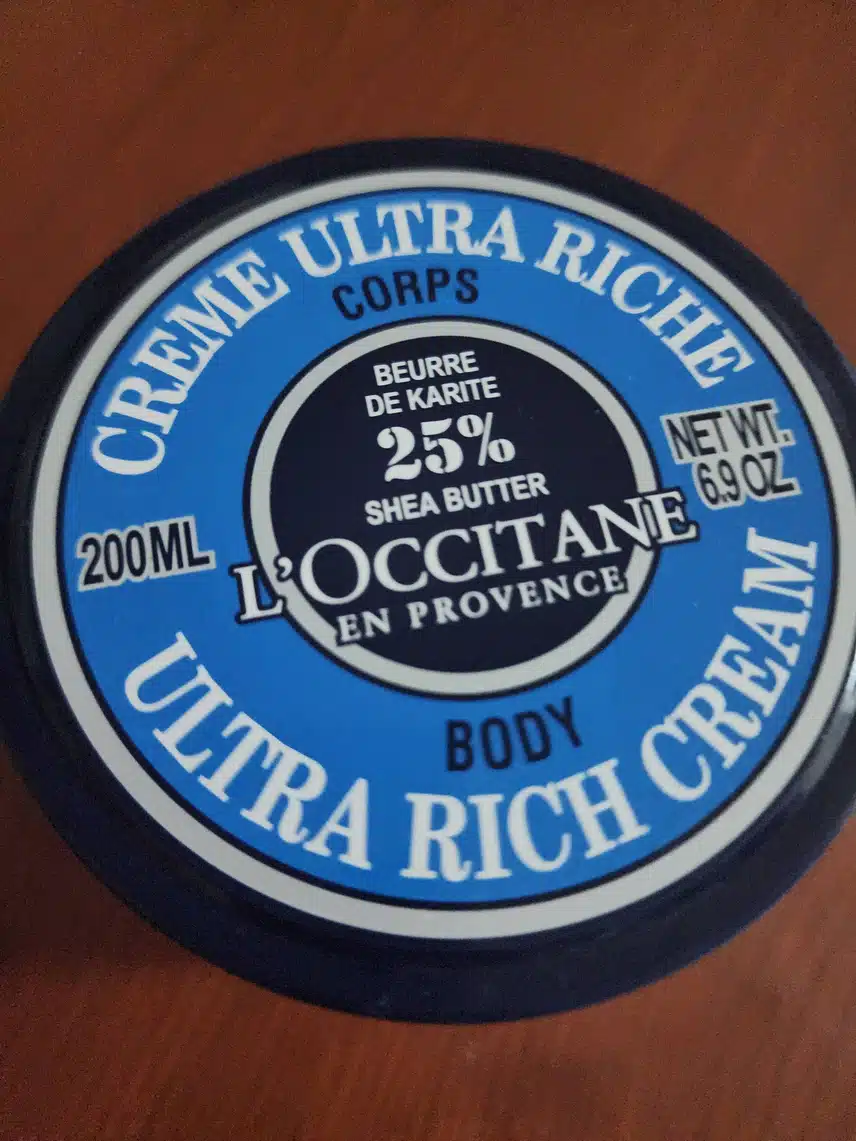 CREME ULTRA RICHE
CORPS
BEURRE
DE KARITE
25%
SHEA BUTTER
L'OCCITANE
EN PROVENCE
200ML
NET WT.
6.9 OZ
BODY
ULTRA RICH CREAM